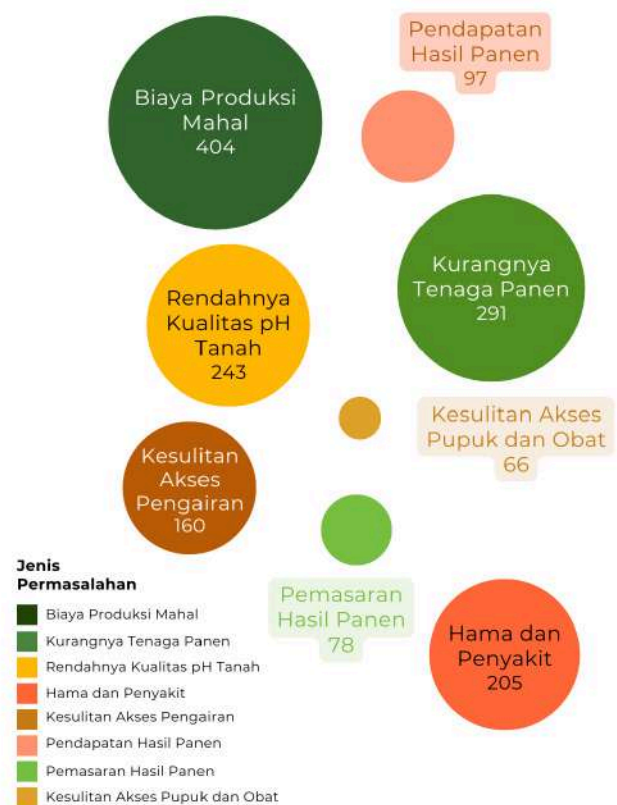 Pendapatan
Hasil Panen
97
Biaya Produksi
Mahal
404
Kurangnya
Tenaga Panen
291
Rendahnya
Kualitas pH
Tanah
243
Kesulitan Akses
Pupuk dan Obat
66
Kesulitan
Akses
Pengairan
160
Pemasaran
Hasil Panen
78
Hama dan
Penyakit
205
Jenis
Permasalahan
Biaya Produksi Mahal
Kurangnya Tenaga Panen
Rendahnya Kualitas pH Tanah
Hama dan Penyakit
Kesulitan Akses Pengairan
Pendapatan Hasil Panen
Pemasaran Hasil Panen
Kesulitan Akses Pupuk dan Obat